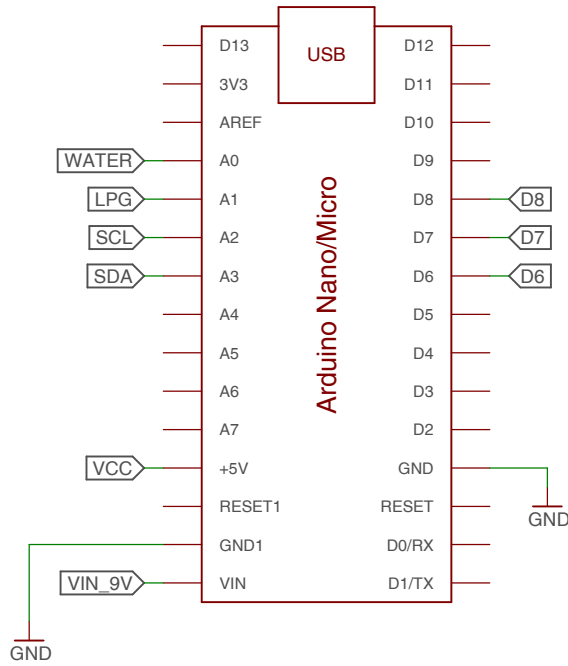 USB
D13 D12
3V3 D11
AREF D10
WATER A0 D9
LPG A1 D8 D8
SCL A2 D7 D7
SDA A3 D6 D6
A4 D5
A5 D4
A6 D3
A7 D2
VCC +5V GND
RESET1 RESET
GND
GND1 D0/RX
VIN_9V VIN D1/TX
GND
Arduino Nano/Micro